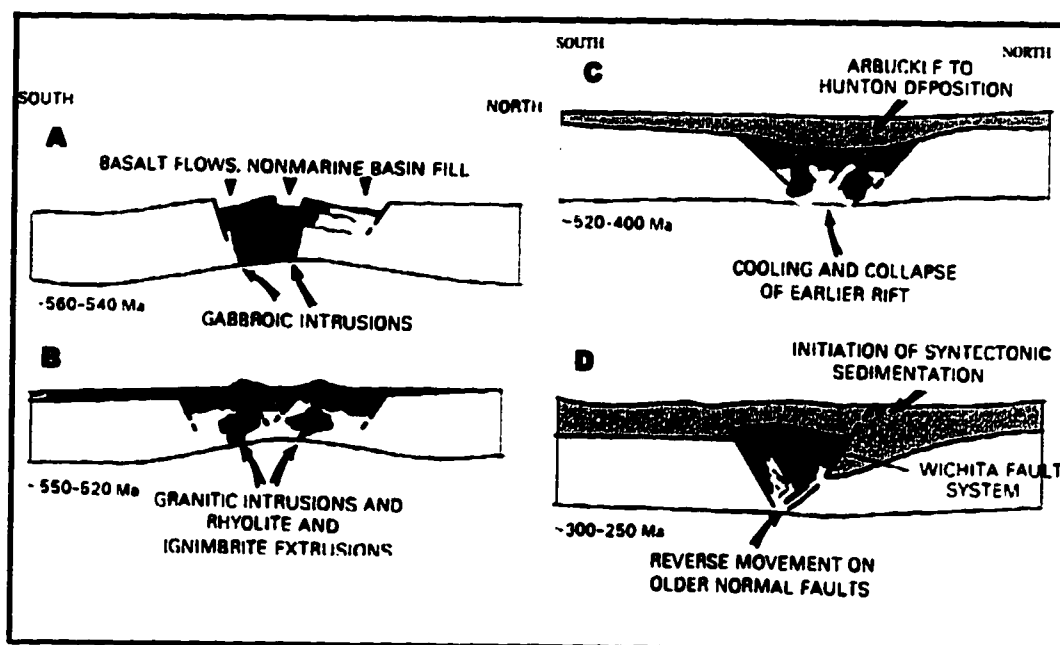 SOUTH
NORTH
A
BASALT FLOWS. NONMARINE BASIN FILL
~560-540 Ma
GABBROIC INTRUSIONS
B
~550-520 Ma
GRANITIC INTRUSIONS AND
RHYOLITE AND
IGNIMBRITE EXTRUSIONS
SOUTH
NORTH
C
ARBUCKLE TO
HUNTON DEPOSITION
~520-400 Ma
COOLING AND COLLAPSE
OF EARLIER RIFT
D
INITIATION OF SYNTECTONIC
SEDIMENTATION
WICHITA FAULT
SYSTEM
~300-250 Ma
REVERSE MOVEMENT ON
OLDER NORMAL FAULTS